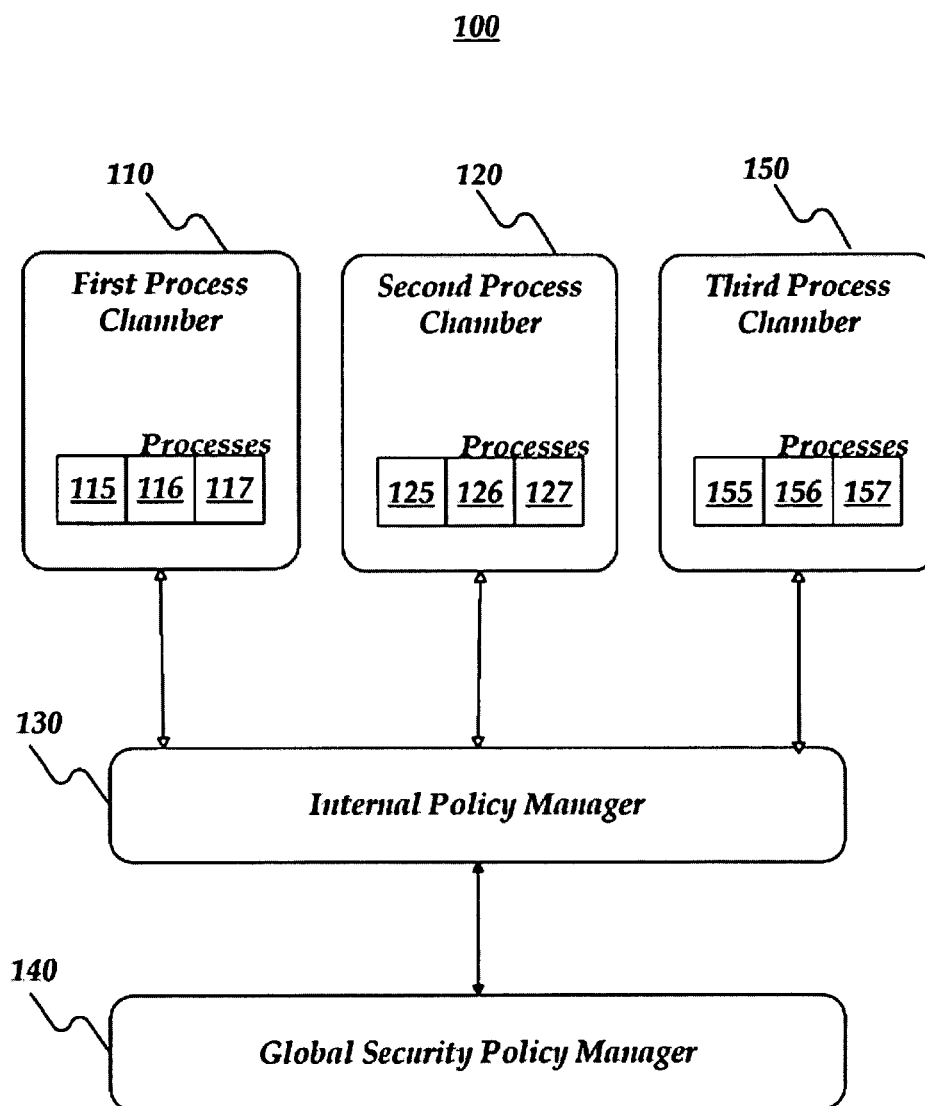 100
110
120
150
First Process
Chamber
Second Process
Chamber
Third Process
Chamber
Processes
115 116 117
Processes
125 126 127
Processes
155 156 157
130
Internal Policy Manager
140
Global Security Policy Manager